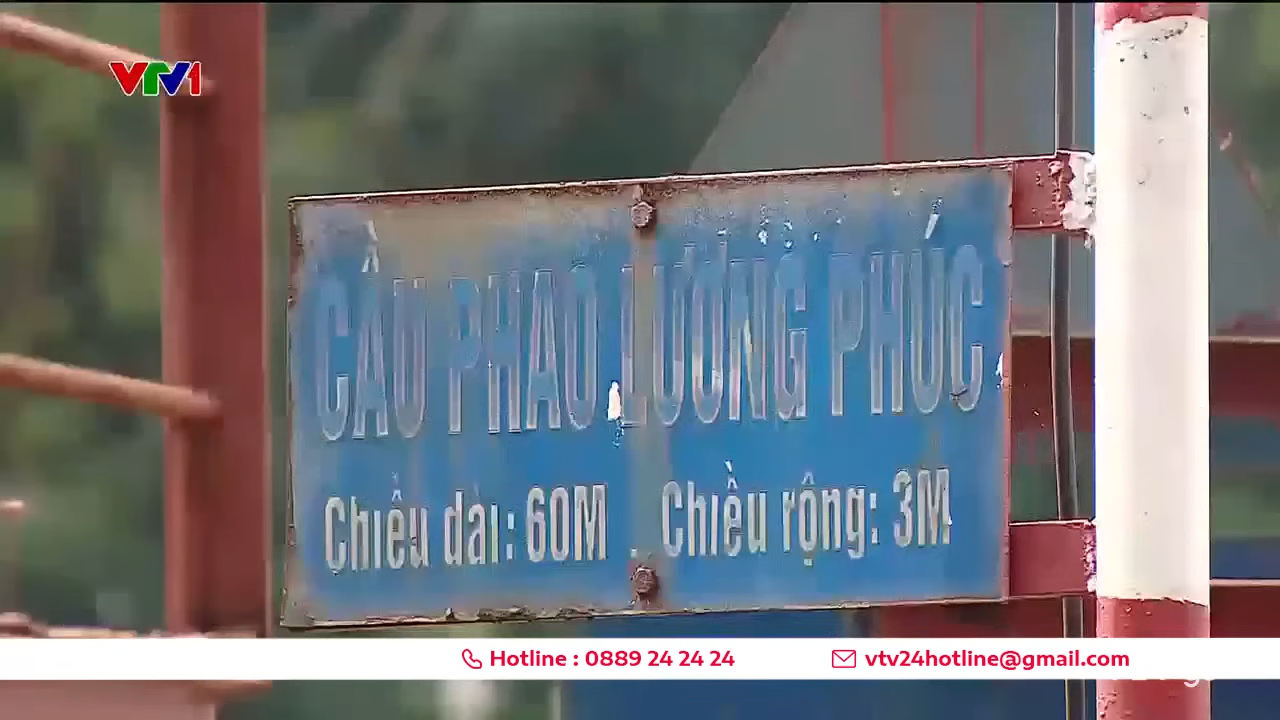 VTV1
CẦU PHAO LƯƠNG PHÚC
Chiều dài: 60M Chiều rộng: 3M
Hotline : 0889 24 24 24 vtv24hotline@gmail.com